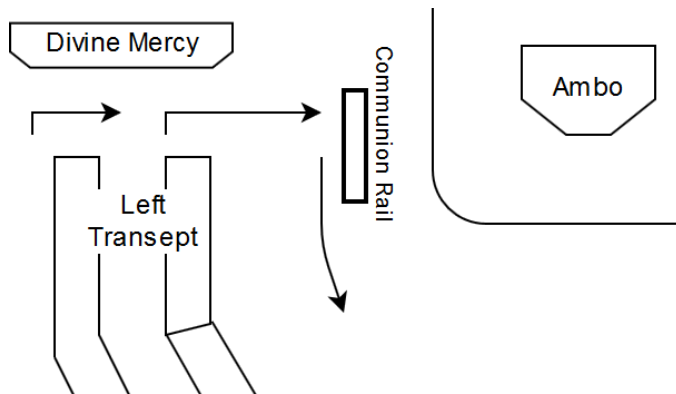 Divine Mercy
Communion Rail
Ambo
Left
Transept